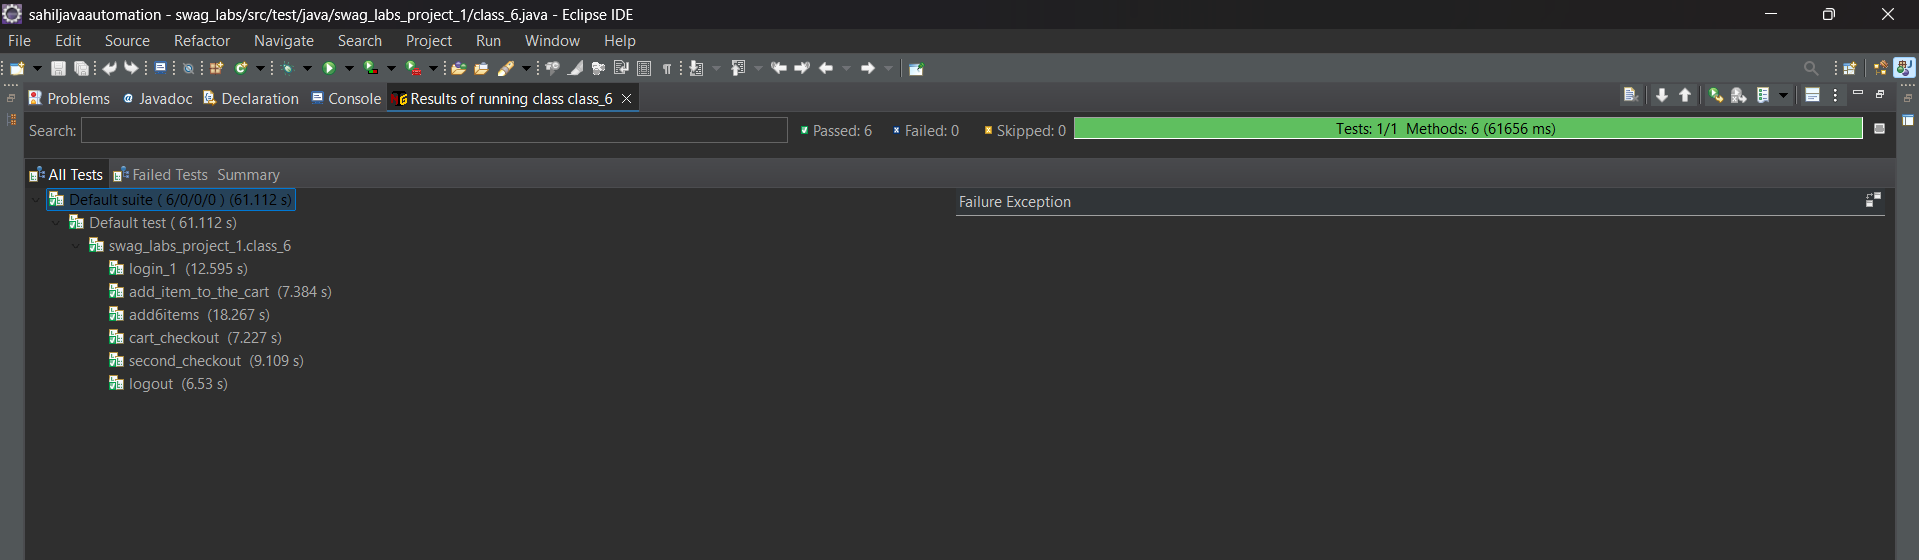 sahiljavaautomation - swag_labs/src/test/java/swag_labs_project_1/class_6.java - Eclipse IDE
File Edit Source Refactor Navigate Search Project Run Window Help
Problems @ Javadoc Declaration Console Results of running class class_6
Search: Passed: 6 Failed: 0 Skipped: 0 Tests: 1/1 Methods: 6 (61656 ms)
All Tests Failed Tests Summary
Default suite ( 6/0/0/0 ) (61.112 s)
Failure Exception
Default test ( 61.112 s)
swag_labs_project_1.class_6
login_1 (12.595 s)
add_item_to_the_cart (7.384 s)
add6items (18.267 s)
cart_checkout (7.227 s)
second_checkout (9.109 s)
logout (6.53 s)